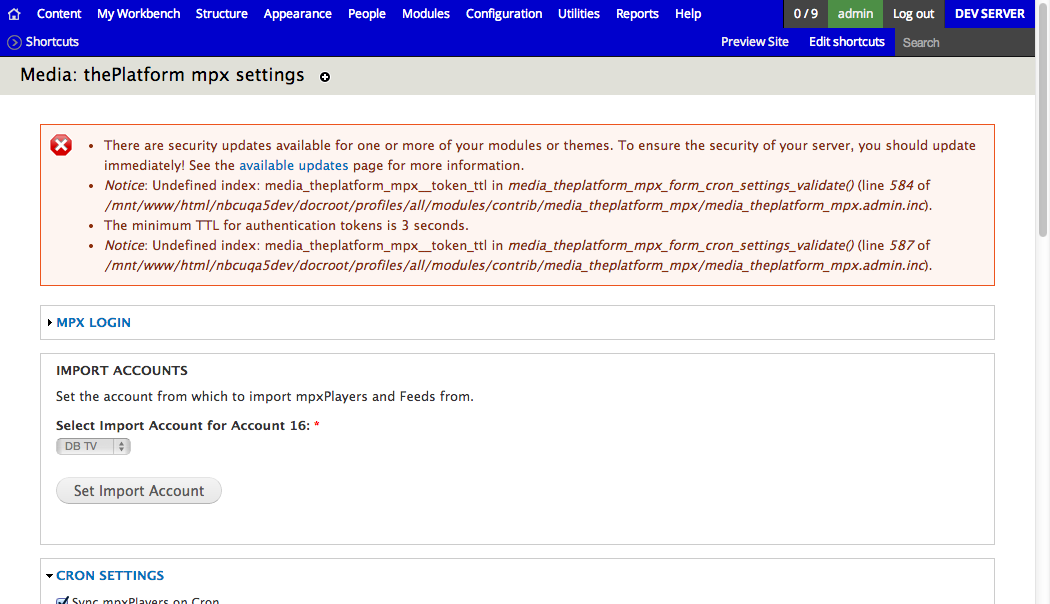 Content My Workbench Structure Appearance People Modules Configuration Utilities Reports Help 0 / 9 admin Log out DEV SERVER
Shortcuts Preview Site Edit shortcuts Search
Media: thePlatform mpx settings
• There are security updates available for one or more of your modules or themes. To ensure the security of your server, you should update
immediately! See the available updates page for more information.
• Notice: Undefined index: media_theplatform_mpx__token_ttl in media_theplatform_mpx_form_cron_settings_validate() (line 584 of
/mnt/www/html/nbcuqa5dev/docroot/profiles/all/modules/contrib/media_theplatform_mpx/media_theplatform_mpx.admin.inc).
• The minimum TTL for authentication tokens is 3 seconds.
• Notice: Undefined index: media_theplatform_mpx__token_ttl in media_theplatform_mpx_form_cron_settings_validate() (line 587 of
/mnt/www/html/nbcuqa5dev/docroot/profiles/all/modules/contrib/media_theplatform_mpx/media_theplatform_mpx.admin.inc).
MPX LOGIN
IMPORT ACCOUNTS
Set the account from which to import mpxPlayers and Feeds from.
Select Import Account for Account 16: *
DB TV
Set Import Account
CRON SETTINGS
Sync mpxPlayers on Cron